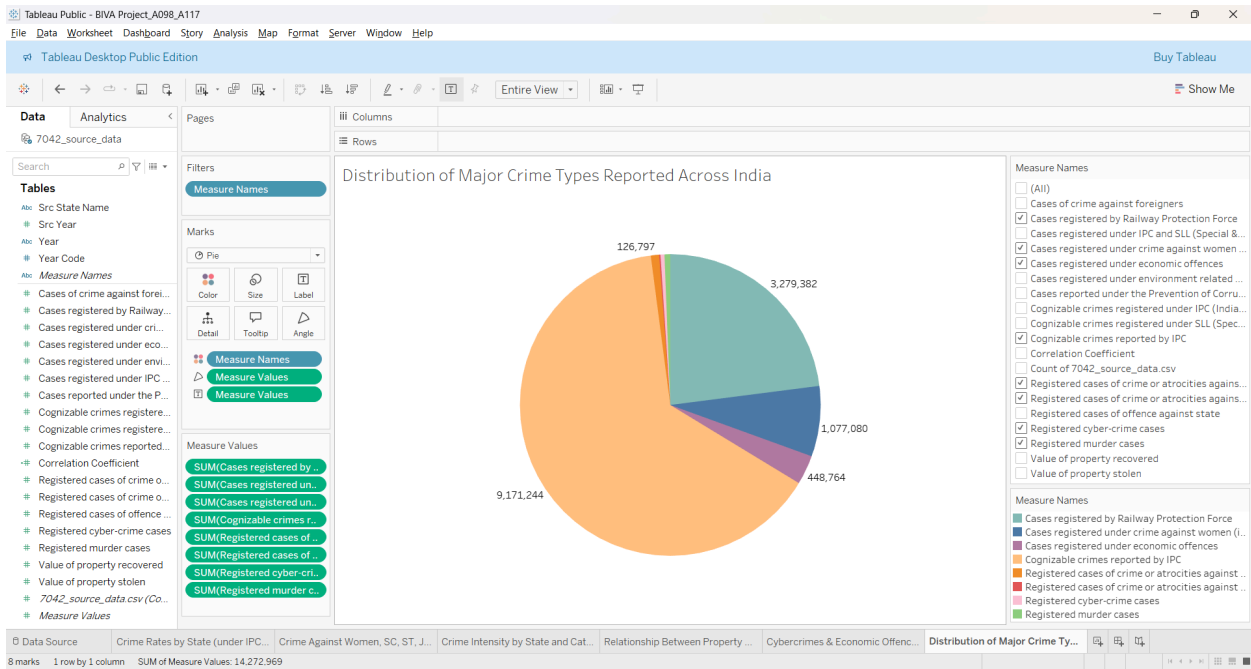 Tableau Public - BIVA Project_A098_A117
File Data Worksheet Dashboard Story Analysis Map Format Server Window Help
Tableau Desktop Public Edition
Buy Tableau
Entire View
Show Me
Data Analytics
7042_source_data
Search
Tables
Abc Src State Name
# Src Year
Abc Year
# Year Code
Abc Measure Names
# Cases of crime against forei...
# Cases registered by Railway...
# Cases registered under cri...
# Cases registered under eco...
# Cases registered under envi...
# Cases registered under IPC ...
# Cases reported under the P...
# Cognizable crimes registere...
# Cognizable crimes registere...
# Cognizable crimes reported...
# Correlation Coefficient
# Registered cases of crime o...
# Registered cases of crime o...
# Registered cases of offence ...
# Registered cyber-crime cases
# Registered murder cases
# Value of property recovered
# Value of property stolen
# 7042_source_data.csv (Co...
# Measure Values
Pages
Filters
Measure Names
Marks
Pie
Color Size Label
Detail Tooltip Angle
Measure Names
Measure Values
Measure Values
Measure Values
SUM(Cases registered by ..
SUM(Cases registered un..
SUM(Cases registered un..
SUM(Cognizable crimes r..
SUM(Registered cases of ..
SUM(Registered cases of ..
SUM(Registered cyber-cri..
SUM(Registered murder c..
Columns
Rows
Distribution of Major Crime Types Reported Across India
126,797
3,279,382
1,077,080
448,764
9,171,244
Measure Names
(All)
Cases of crime against foreigners
Cases registered by Railway Protection Force
Cases registered under IPC and SLL (Special &...
Cases registered under crime against women ...
Cases registered under economic offences
Cases registered under environment related ...
Cases reported under the Prevention of Corru...
Cognizable crimes registered under IPC (India...
Cognizable crimes registered under SLL (Spec...
Cognizable crimes reported by IPC
Correlation Coefficient
Count of 7042_source_data.csv
Registered cases of crime or atrocities agains...
Registered cases of crime or atrocities agains...
Registered cases of offence against state
Registered cyber-crime cases
Registered murder cases
Value of property recovered
Value of property stolen
Measure Names
Cases registered by Railway Protection Force
Cases registered under crime against women (i..
Cases registered under economic offences
Cognizable crimes reported by IPC
Registered cases of crime or atrocities against ..
Registered cases of crime or atrocities against ..
Registered cyber-crime cases
Registered murder cases
Data Source
Crime Rates by State (under IPC...
Crime Against Women, SC, ST, J...
Crime Intensity by State and Cat...
Relationship Between Property ...
Cybercrimes & Economic Offenc...
Distribution of Major Crime Ty...
8 marks 1 row by 1 column SUM of Measure Values: 14,272,969